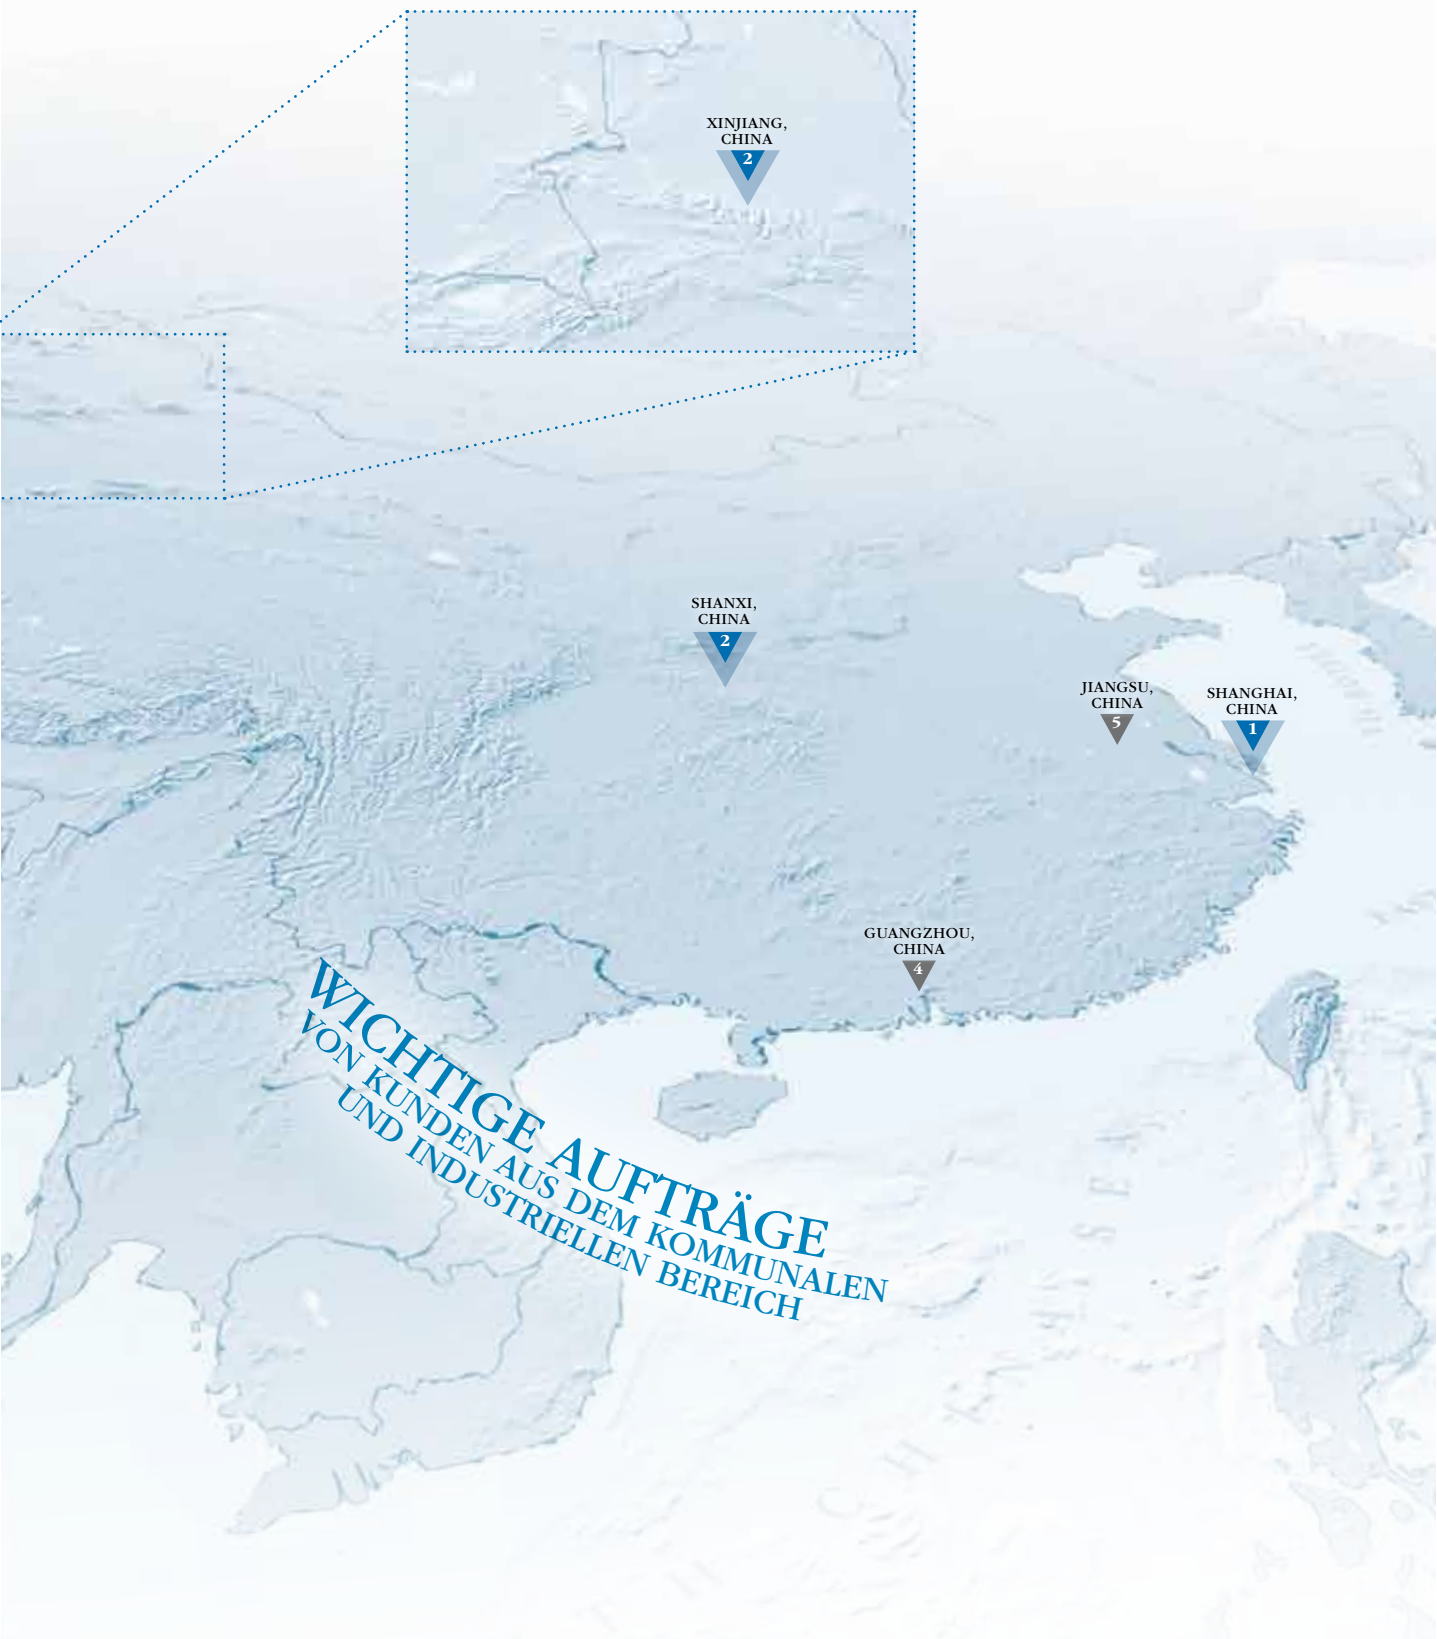 XINJIANG,
CHINA
2
SHANXI,
CHINA
2
JIANGSU,
CHINA
5
SHANGHAI,
CHINA
1
GUANGZHOU,
CHINA
4
WICHTIGE AUFTRÄGE
VON KUNDEN AUS DEM KOMMUNALEN
UND INDUSTRIELLEN BEREICH